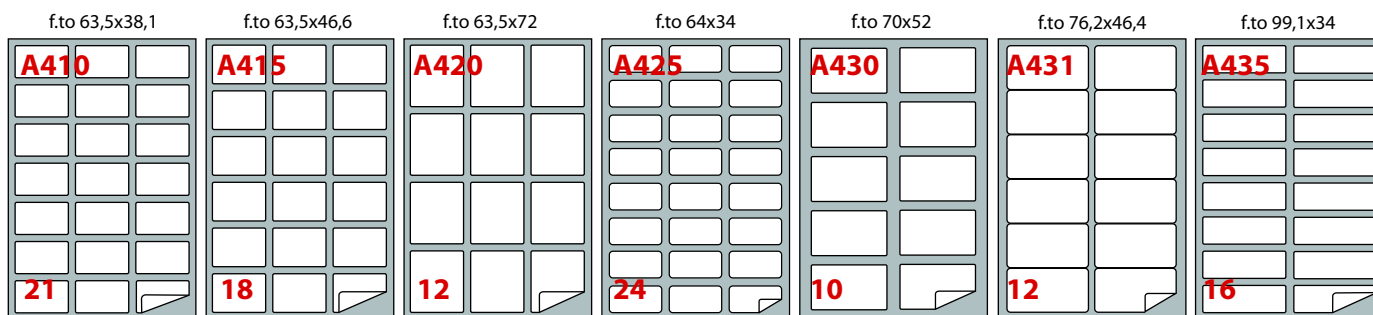 f.to 63,5x38,1
A410
21
f.to 63,5x46,6
A415
18
f.to 63,5x72
A420
12
f.to 64x34
A425
24
f.to 70x52
A430
10
f.to 76,2x46,4
A431
12
f.to 99,1x34
A435
16